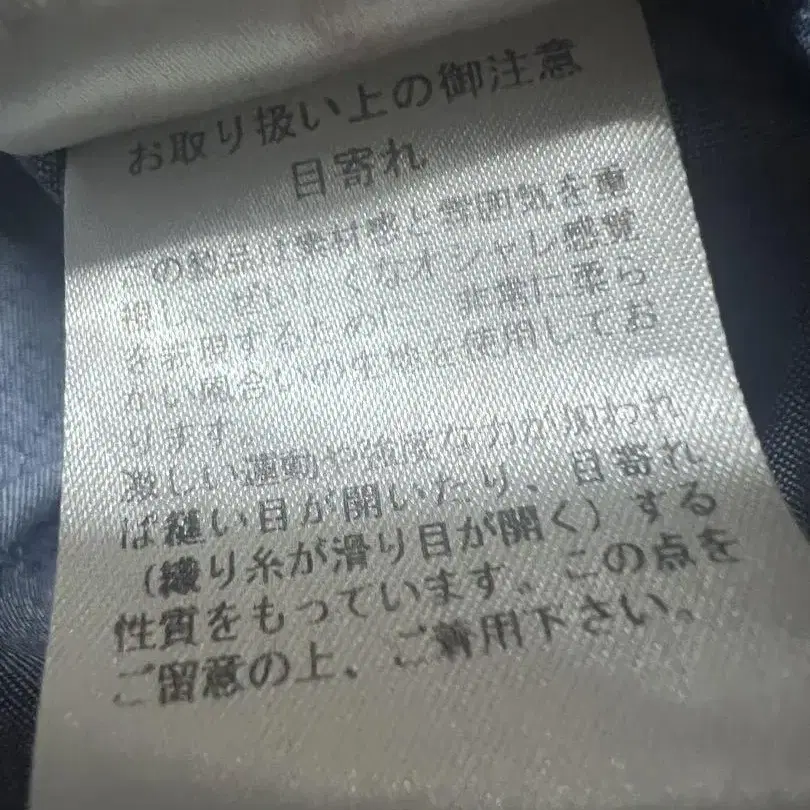 お取り扱い上の御注意
目寄れ
この製品は素材感と雰囲気を重
視し、ぜいたくなオシャレ感覚
を表現するために、非常に柔ら
かい風合いの生地を使用してお
ります。
激しい運動や強度な力が加われ
ば縫い目が開いたり、目寄れ
（織り糸が滑り目が開く）する
性質をもっています。この点を
ご留意の上、ご着用下さい。